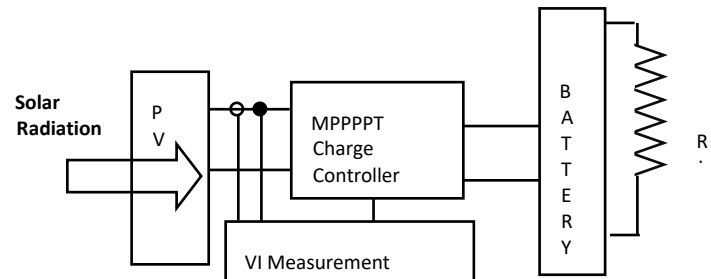 Solar
Radiation
P
V
MPPPPT
Charge
Controller
VI Measurement
B
A
T
T
E
R
Y
R
.